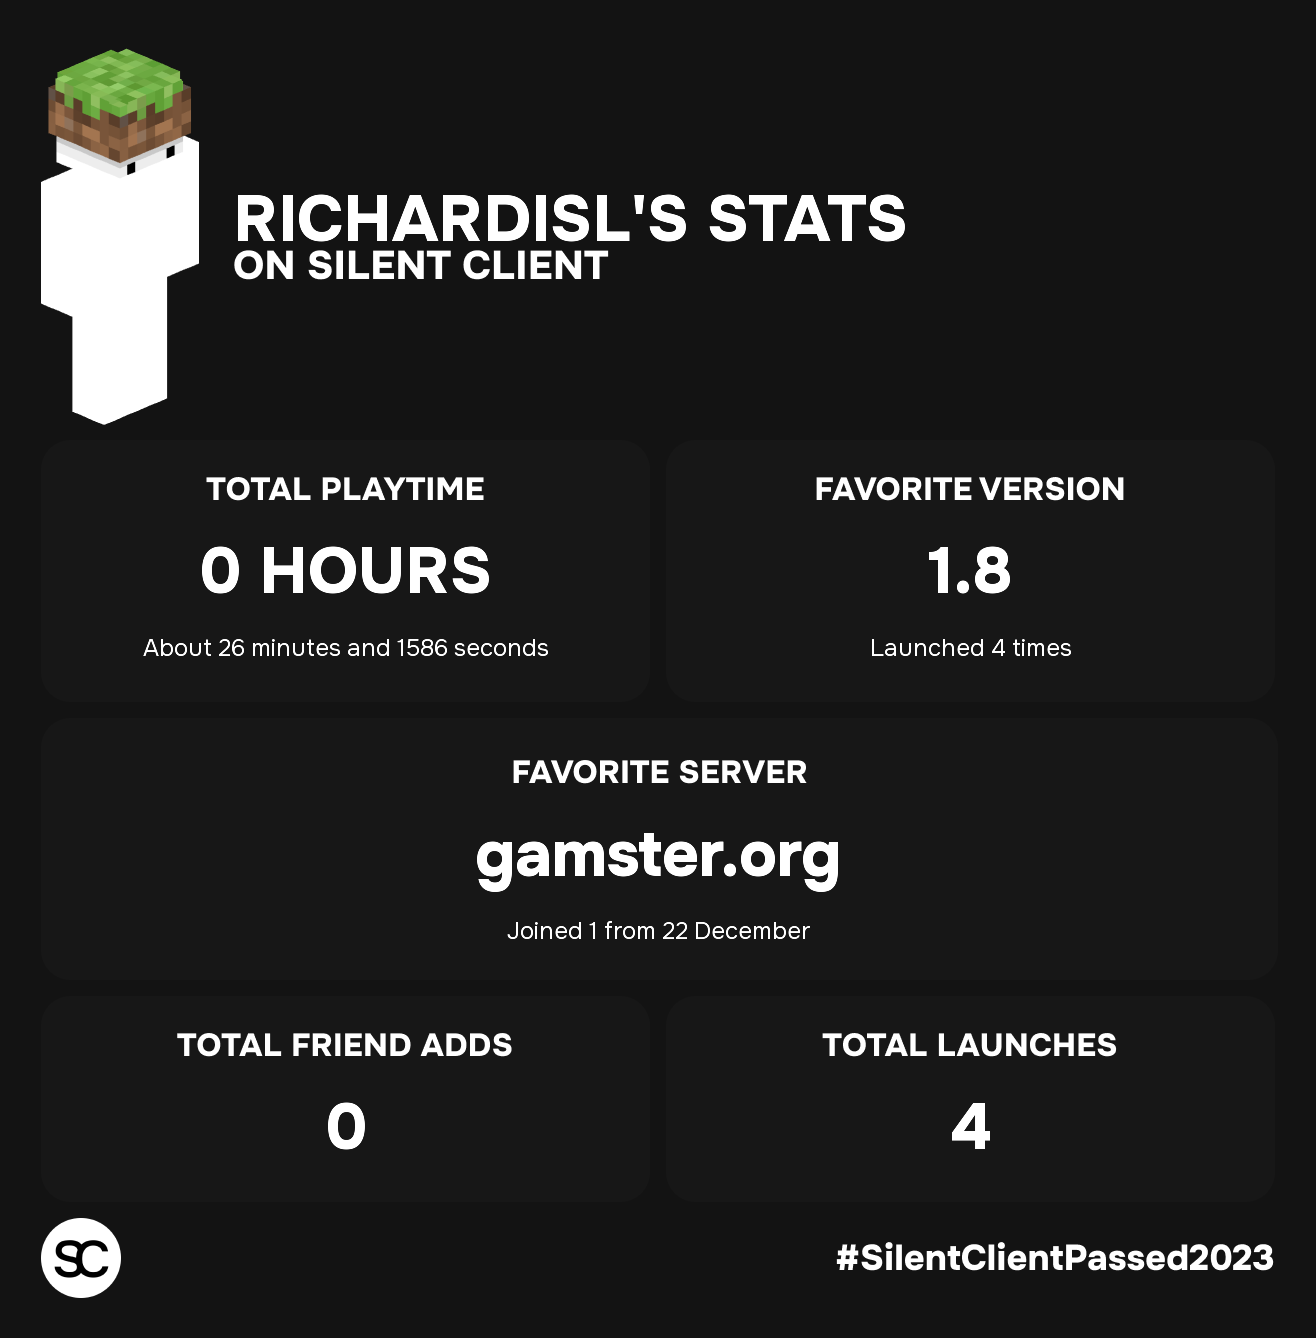 RICHARDISL'S STATS
ON SILENT CLIENT
TOTAL PLAYTIME
0 HOURS
About 26 minutes and 1586 seconds
FAVORITE VERSION
1.8
Launched 4 times
FAVORITE SERVER
gamster.org
Joined 1 from 22 December
TOTAL FRIEND ADDS
0
TOTAL LAUNCHES
4
SC
#SilentClientPassed2023